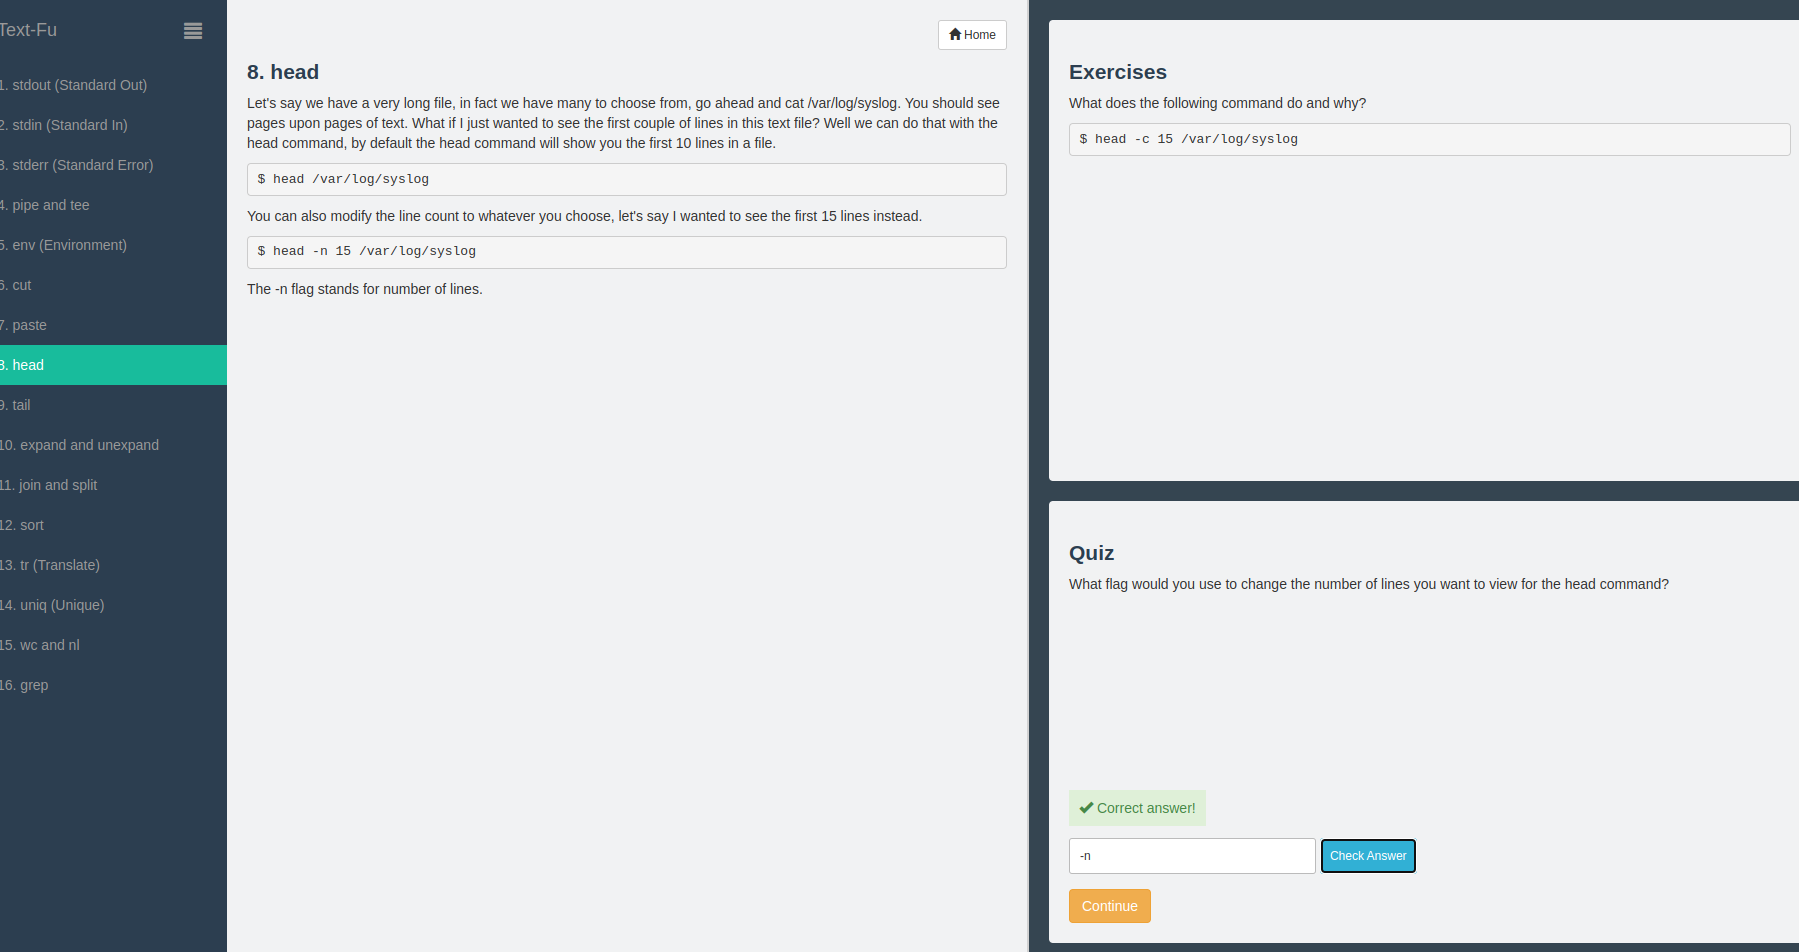 Text-Fu
1. stdout (Standard Out)
2. stdin (Standard In)
3. stderr (Standard Error)
4. pipe and tee
5. env (Environment)
6. cut
7. paste
8. head
9. tail
10. expand and unexpand
11. join and split
12. sort
13. tr (Translate)
14. uniq (Unique)
15. wc and nl
16. grep
Home
8. head
Let's say we have a very long file, in fact we have many to choose from, go ahead and cat /var/log/syslog. You should see
pages upon pages of text. What if I just wanted to see the first couple of lines in this text file? Well we can do that with the
head command, by default the head command will show you the first 10 lines in a file.
$ head /var/log/syslog
You can also modify the line count to whatever you choose, let's say I wanted to see the first 15 lines instead.
$ head -n 15 /var/log/syslog
The -n flag stands for number of lines.
Exercises
What does the following command do and why?
$ head -c 15 /var/log/syslog
Quiz
What flag would you use to change the number of lines you want to view for the head command?
Correct answer!
-n
Check Answer
Continue